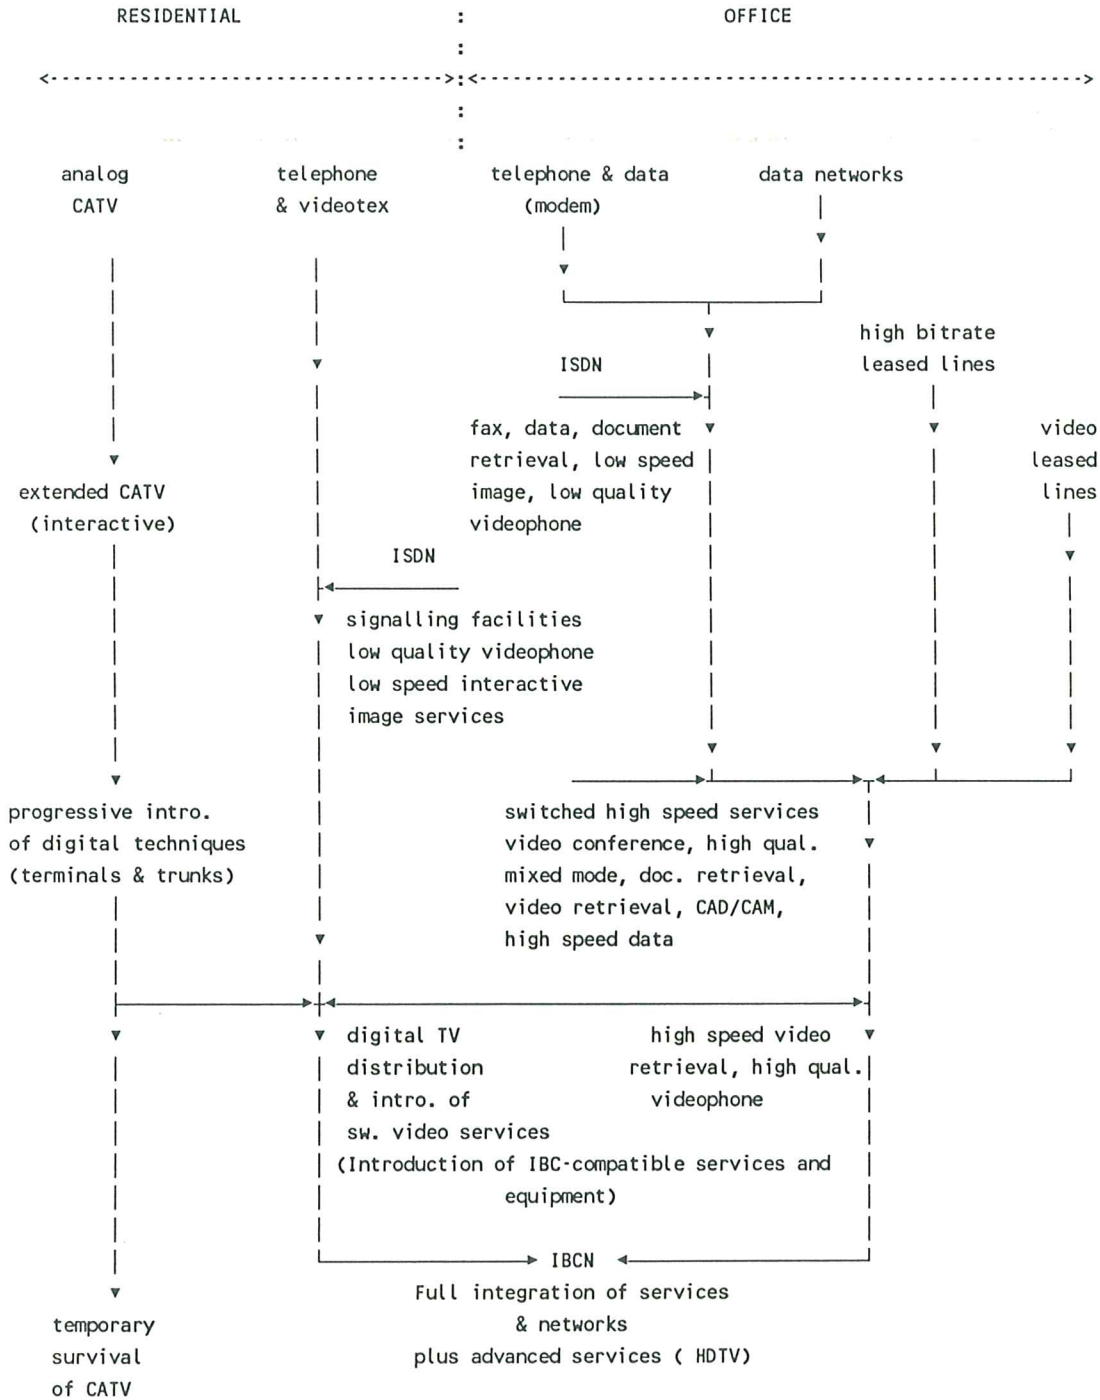 RESIDENTIAL : OFFICE
analog CATV
telephone & videotex
telephone & data (modem)
data networks
high bitrate
leased lines
ISDN
fax, data, document
retrieval, low speed
image, low quality
videophone
video
leased
lines
extended CATV
(interactive)
ISDN
signalling facilities
low quality videophone
low speed interactive
image services
progressive intro.
of digital techniques
(terminals & trunks)
switched high speed services
video conference, high qual.
mixed mode, doc. retrieval,
video retrieval, CAD/CAM,
high speed data
digital TV
distribution
& intro. of
sw. video services
high speed video
retrieval, high qual.
videophone
(Introduction of IBC-compatible services and
equipment)
IBCN
Full integration of services
& networks
plus advanced services ( HDTV)
temporary
survival
of CATV